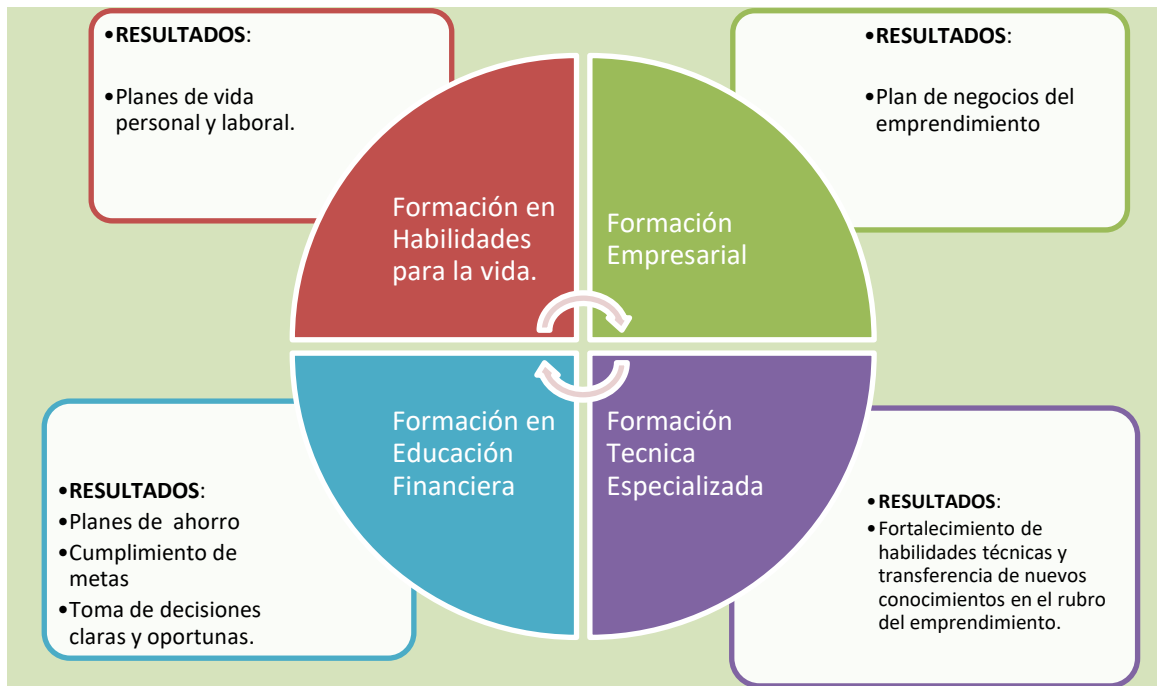 •RESULTADOS:
•Planes de vida
personal y laboral.
•RESULTADOS:
•Plan de negocios del
emprendimiento
Formación en
Habilidades
para la vida.
Formación
Empresarial
Formación en
Educación
Financiera
Formación
Tecnica
Especializada
•RESULTADOS:
•Planes de ahorro
•Cumplimiento de
metas
•Toma de decisiones
claras y oportunas.
•RESULTADOS:
•Fortalecimiento de
habilidades técnicas y
transferencia de nuevos
conocimientos en el rubro
del emprendimiento.